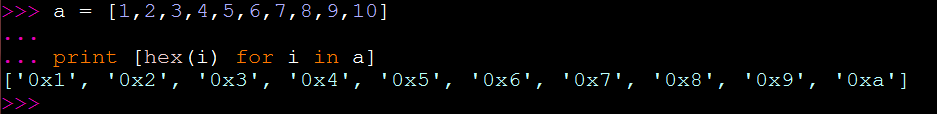 >>> a = [1,2,3,4,5,6,7,8,9,10]
...
... print [hex(i) for i in a]
['0x1', '0x2', '0x3', '0x4', '0x5', '0x6', '0x7', '0x8', '0x9', '0xa']
>>>